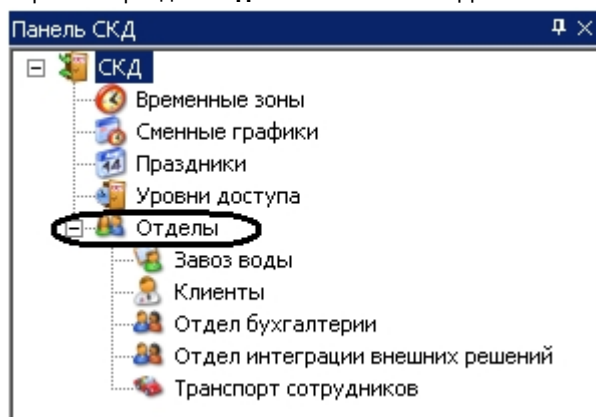 Панель СКД
СКД
Временные зоны
Сменные графики
Праздники
Уровни доступа
Отделы
Завоз воды
Клиенты
Отдел бухгалтерии
Отдел интеграции внешних решений
Транспорт сотрудников